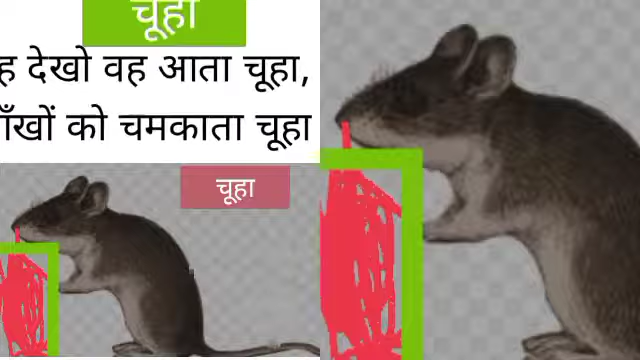 चूहा
देखो वह आता चूहा,
को चमकाता चूहा
चूहा